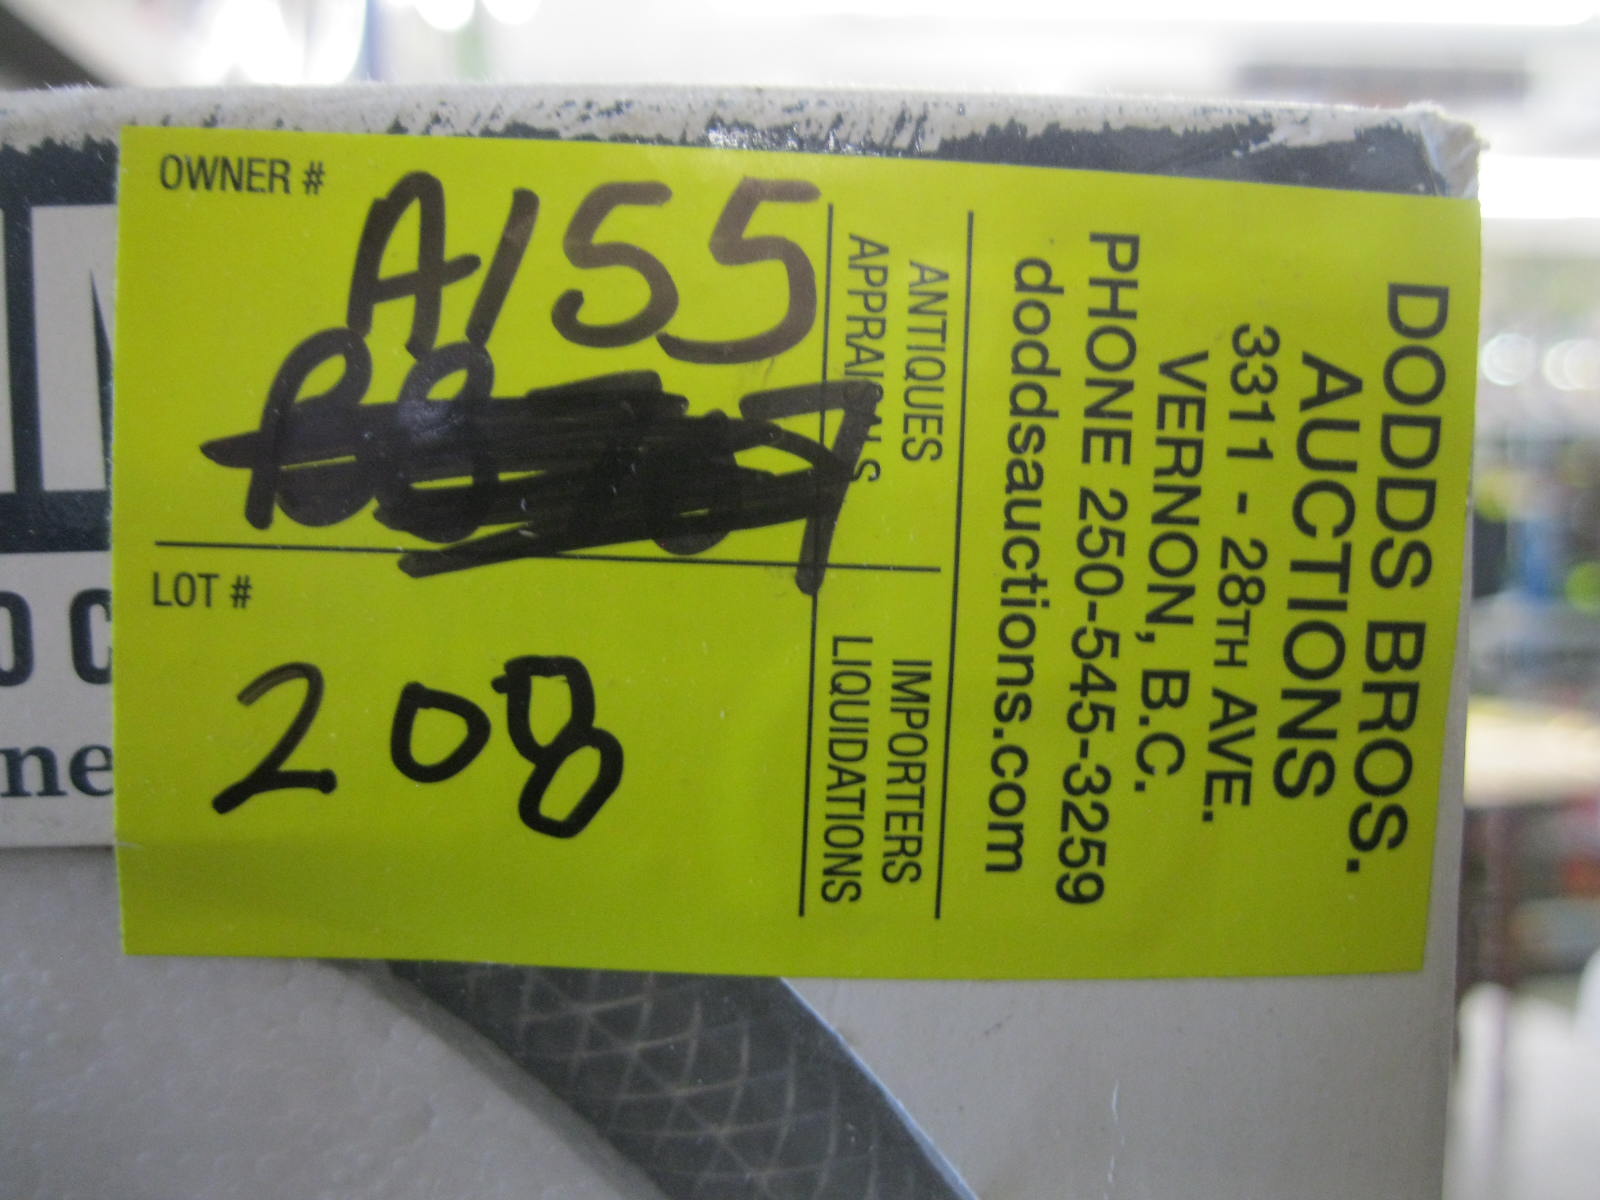 OWNER #
A155
LOT #
208
DODDS BROS.
AUCTIONS
3311 - 28TH AVE.
VERNON, B.C.
PHONE 250-545-3259
doddsauctions.com
ANTIQUES IMPORTERS
APPRAISALS LIQUIDATIONS